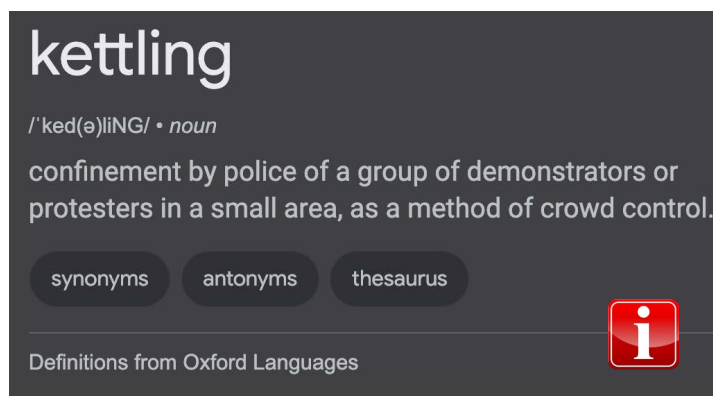 kettling
/ˈked(ə)liNG/ • noun
confinement by police of a group of demonstrators or
protesters in a small area, as a method of crowd control.
synonyms antonyms thesaurus
i
Definitions from Oxford Languages